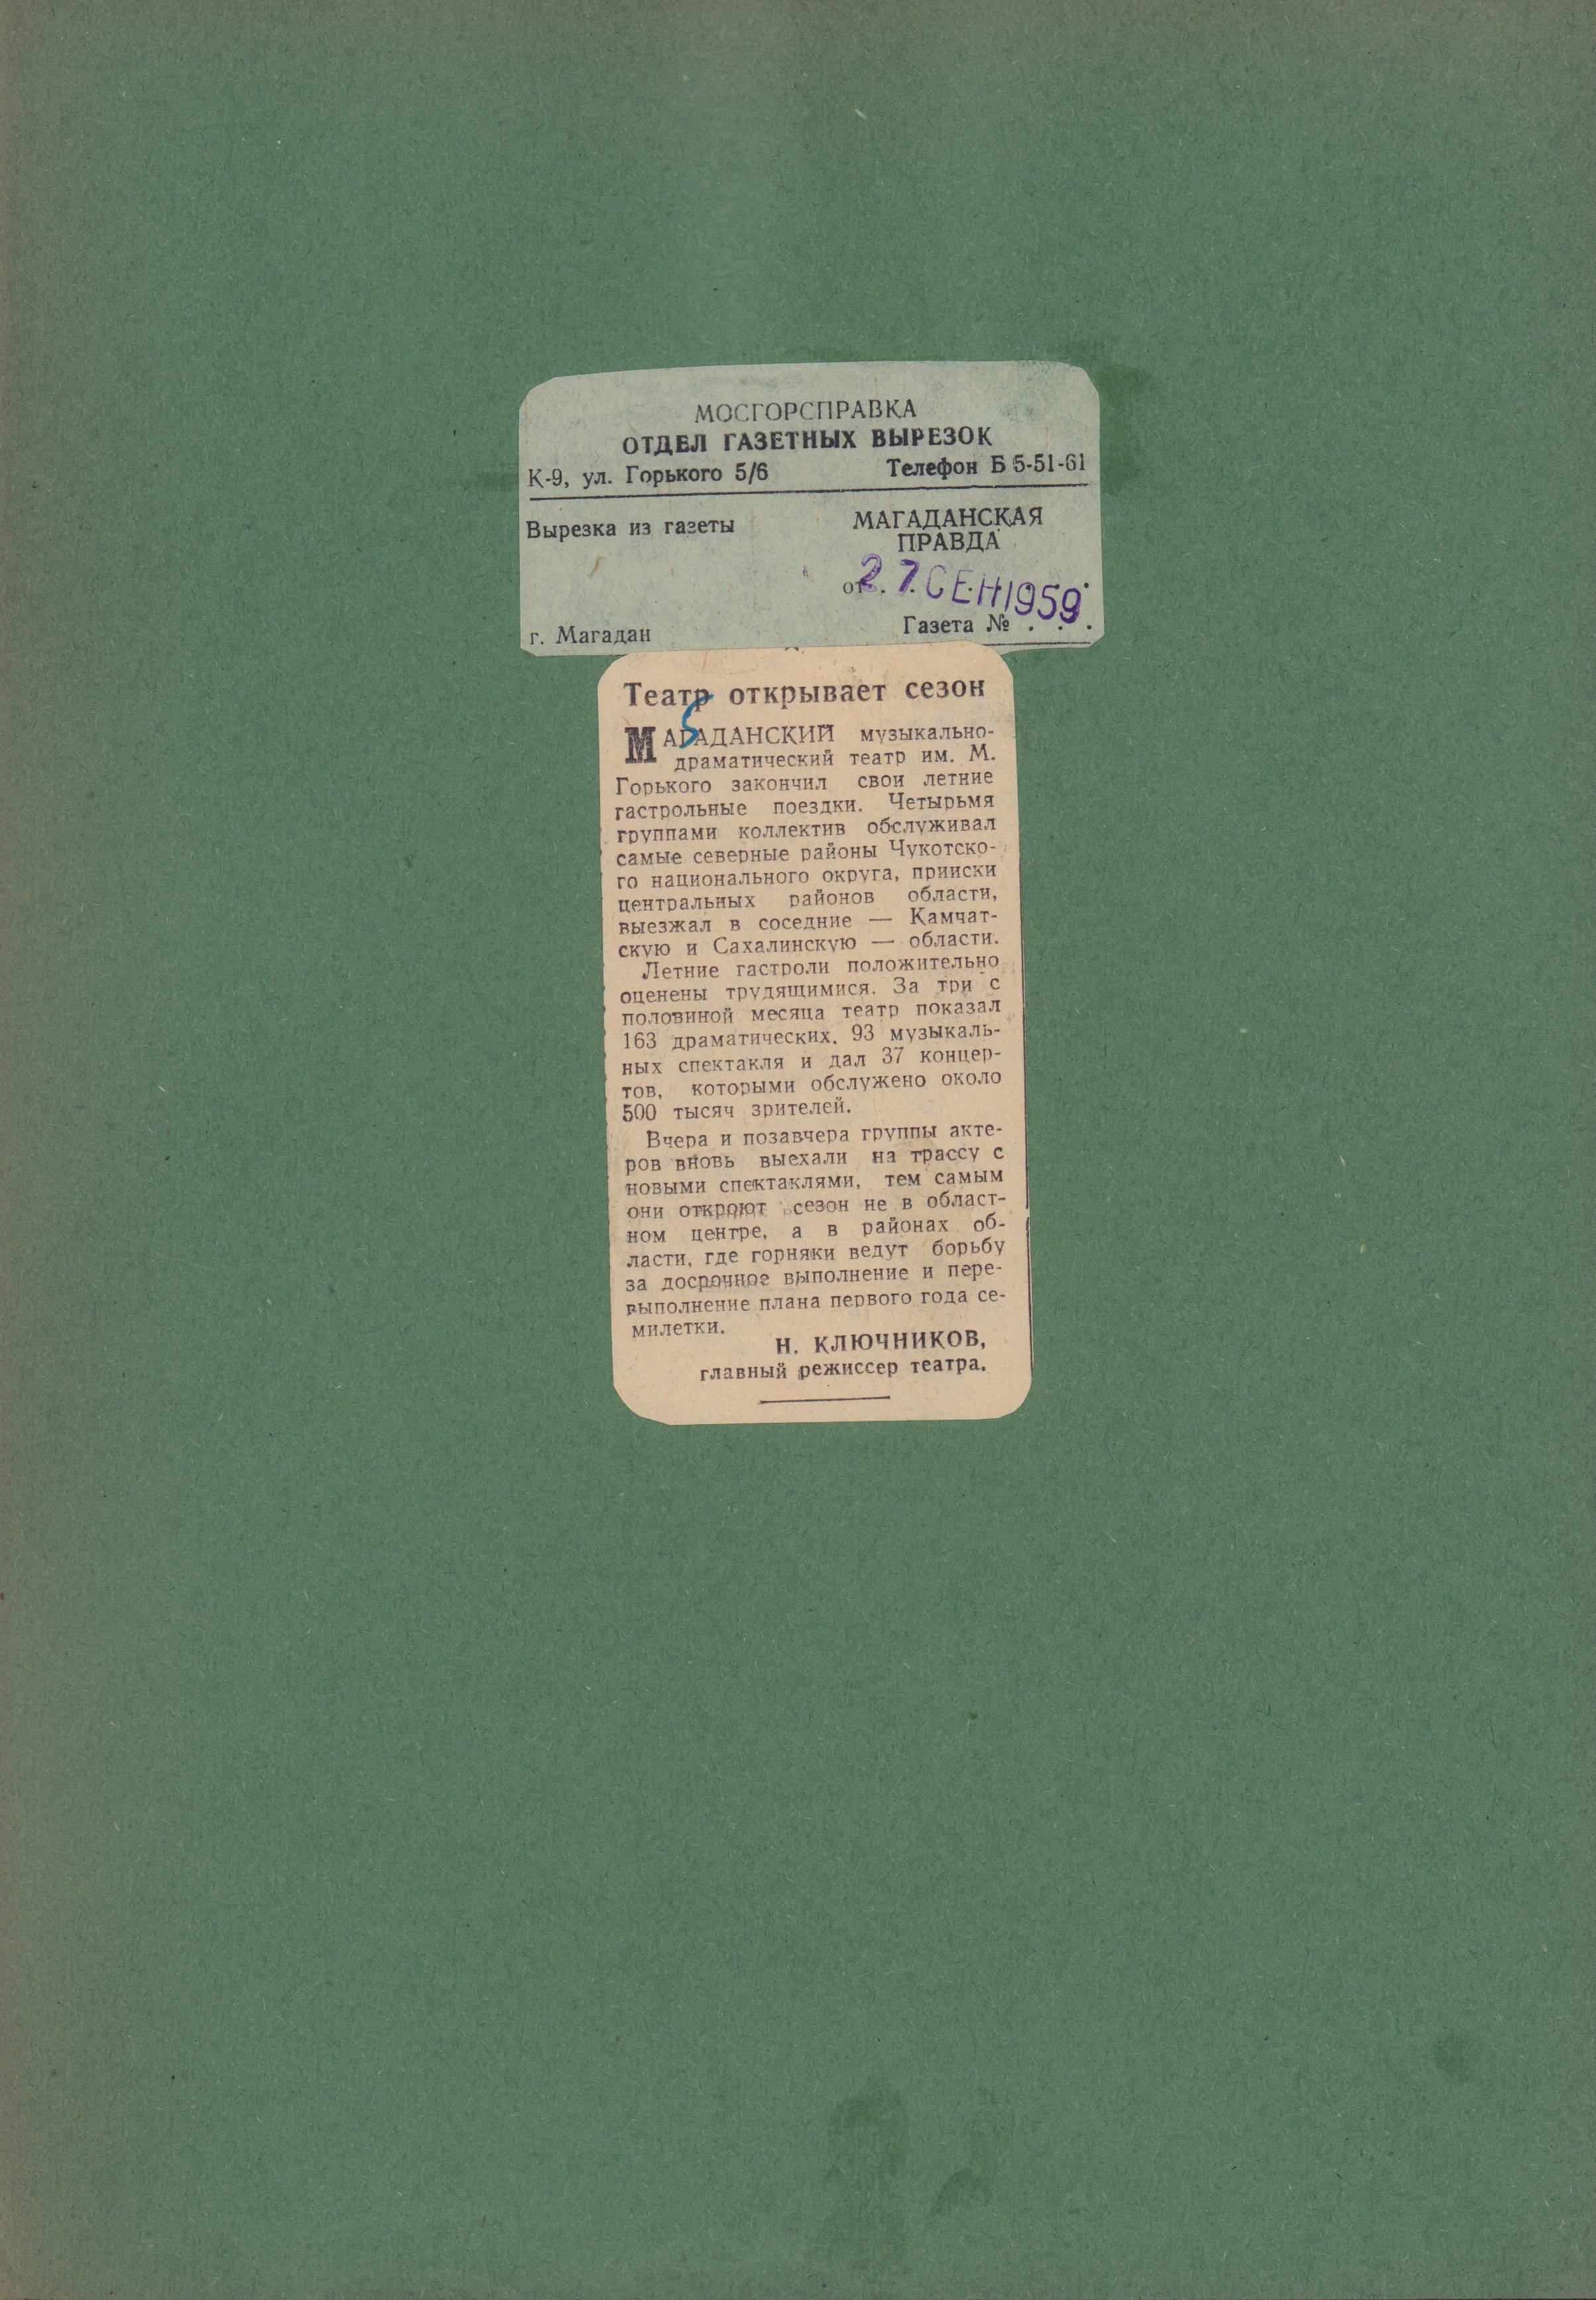 МОСГОРСПРАВКА
ОТДЕЛ ГАЗЕТНЫХ ВЫРЕЗОК
К-9, ул. Горького 5/6 Телефон Б 5-51-61
Вырезка из газеты МАГАДАНСКАЯ
ПРАВДА
от 27 СЕН 1959
г. Магадан Газета № . . .
Театр открывает сезон
5
МАГАДАНСКИЙ музыкально-
драматический театр им. М.
Горького закончил свои летние
гастрольные поездки. Четырьмя
группами коллектив обслуживал
самые северные районы Чукотско-
го национального округа, прииски
центральных районов области,
выезжал в соседние — Камчат-
скую и Сахалинскую — области.
Летние гастроли положительно
оценены трудящимися. За три с
половиной месяца театр показал
163 драматических, 93 музыкаль-
ных спектакля и дал 37 концер-
тов, которыми обслужено около
500 тысяч зрителей.
Вчера и позавчера группы акте-
ров вновь выехали на трассу с
новыми спектаклями, тем самым
они откроют сезон не в област-
ном центре, а в районах об-
ласти, где горняки ведут борьбу
за досрочное выполнение и пере-
выполнение плана первого года се-
милетки.
Н. КЛЮЧНИКОВ,
главный режиссер театра.